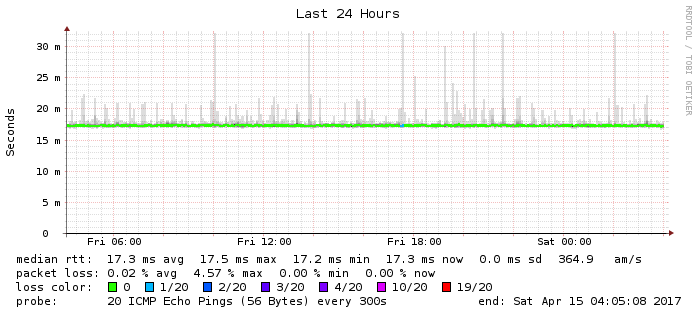 Last 24 Hours
RRDTOOL / TOBI OETIKER
Seconds
30 m
25 m
20 m
15 m
10 m
5 m
0
Fri 06:00 Fri 12:00 Fri 18:00 Sat 00:00
median rtt: 17.3 ms avg 17.5 ms max 17.2 ms min 17.3 ms now 0.0 ms sd 364.9 am/s
packet loss: 0.02 % avg 4.57 % max 0.00 % min 0.00 % now
loss color: 0 1/20 2/20 3/20 4/20 10/20 19/20
probe: 20 ICMP Echo Pings (56 Bytes) every 300s end: Sat Apr 15 04:05:08 2017